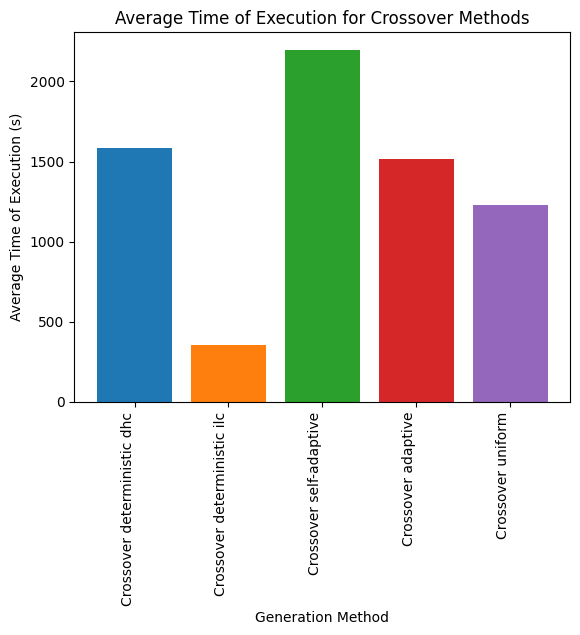 Average Time of Execution for Crossover Methods
Average Time of Execution (s)
2000
1500
1000
500
0
Crossover deterministic dhc
Crossover deterministic ilc
Crossover self-adaptive
Crossover adaptive
Crossover uniform
Generation Method